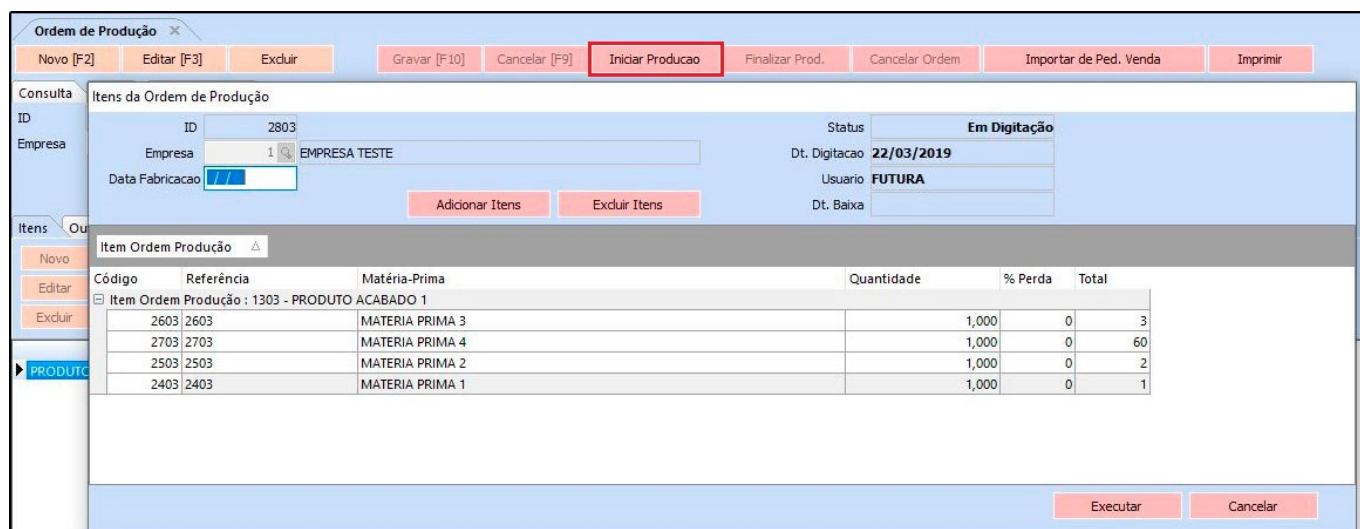 Ordem de Produção
Novo [F2] Editar [F3] Excluir Gravar [F10] Cancelar [F9] Iniciar Producao Finalizar Prod. Cancelar Ordem Importar de Ped. Venda Imprimir
Consulta
Itens da Ordem de Produção
ID
ID 2803 Status Em Digitação
Empresa
Empresa 1 EMPRESA TESTE Dt. Digitacao 22/03/2019
Data Fabricacao / / Usuario FUTURA
Adicionar Itens Excluir Itens Dt. Baixa
Itens Ou
Item Ordem Produção
Novo
Código Referência Matéria-Prima Quantidade % Perda Total
Editar
Item Ordem Produção : 1303 - PRODUTO ACABADO 1
Excluir
2603 2603 MATERIA PRIMA 3 1,000 0 3
2703 2703 MATERIA PRIMA 4 1,000 0 60
PRODUTO
2503 2503 MATERIA PRIMA 2 1,000 0 2
2403 2403 MATERIA PRIMA 1 1,000 0 1
Executar Cancelar